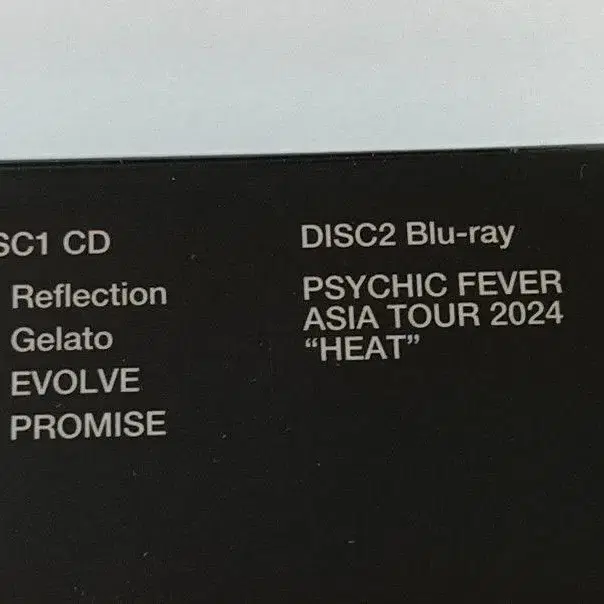 SC1 CD
Reflection
Gelato
EVOLVE
PROMISE
DISC2 Blu-ray
PSYCHIC FEVER
ASIA TOUR 2024
“HEAT”